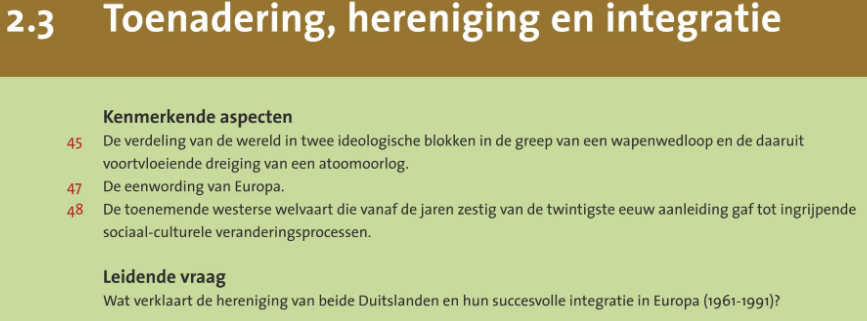 2.3 Toenadering, hereniging en integratie
Kenmerkende aspecten
45 De verdeling van de wereld in twee ideologische blokken in de greep van een wapenwedloop en de daaruit
voortvloeiende dreiging van een atoomoorlog.
47 De eenwording van Europa.
48 De toenemende westerse welvaart die vanaf de jaren zestig van de twintigste eeuw aanleiding gaf tot ingrijpende
sociaal-culturele veranderingsprocessen.
Leidende vraag
Wat verklaart de hereniging van beide Duitslanden en hun succesvolle integratie in Europa (1961-1991)?